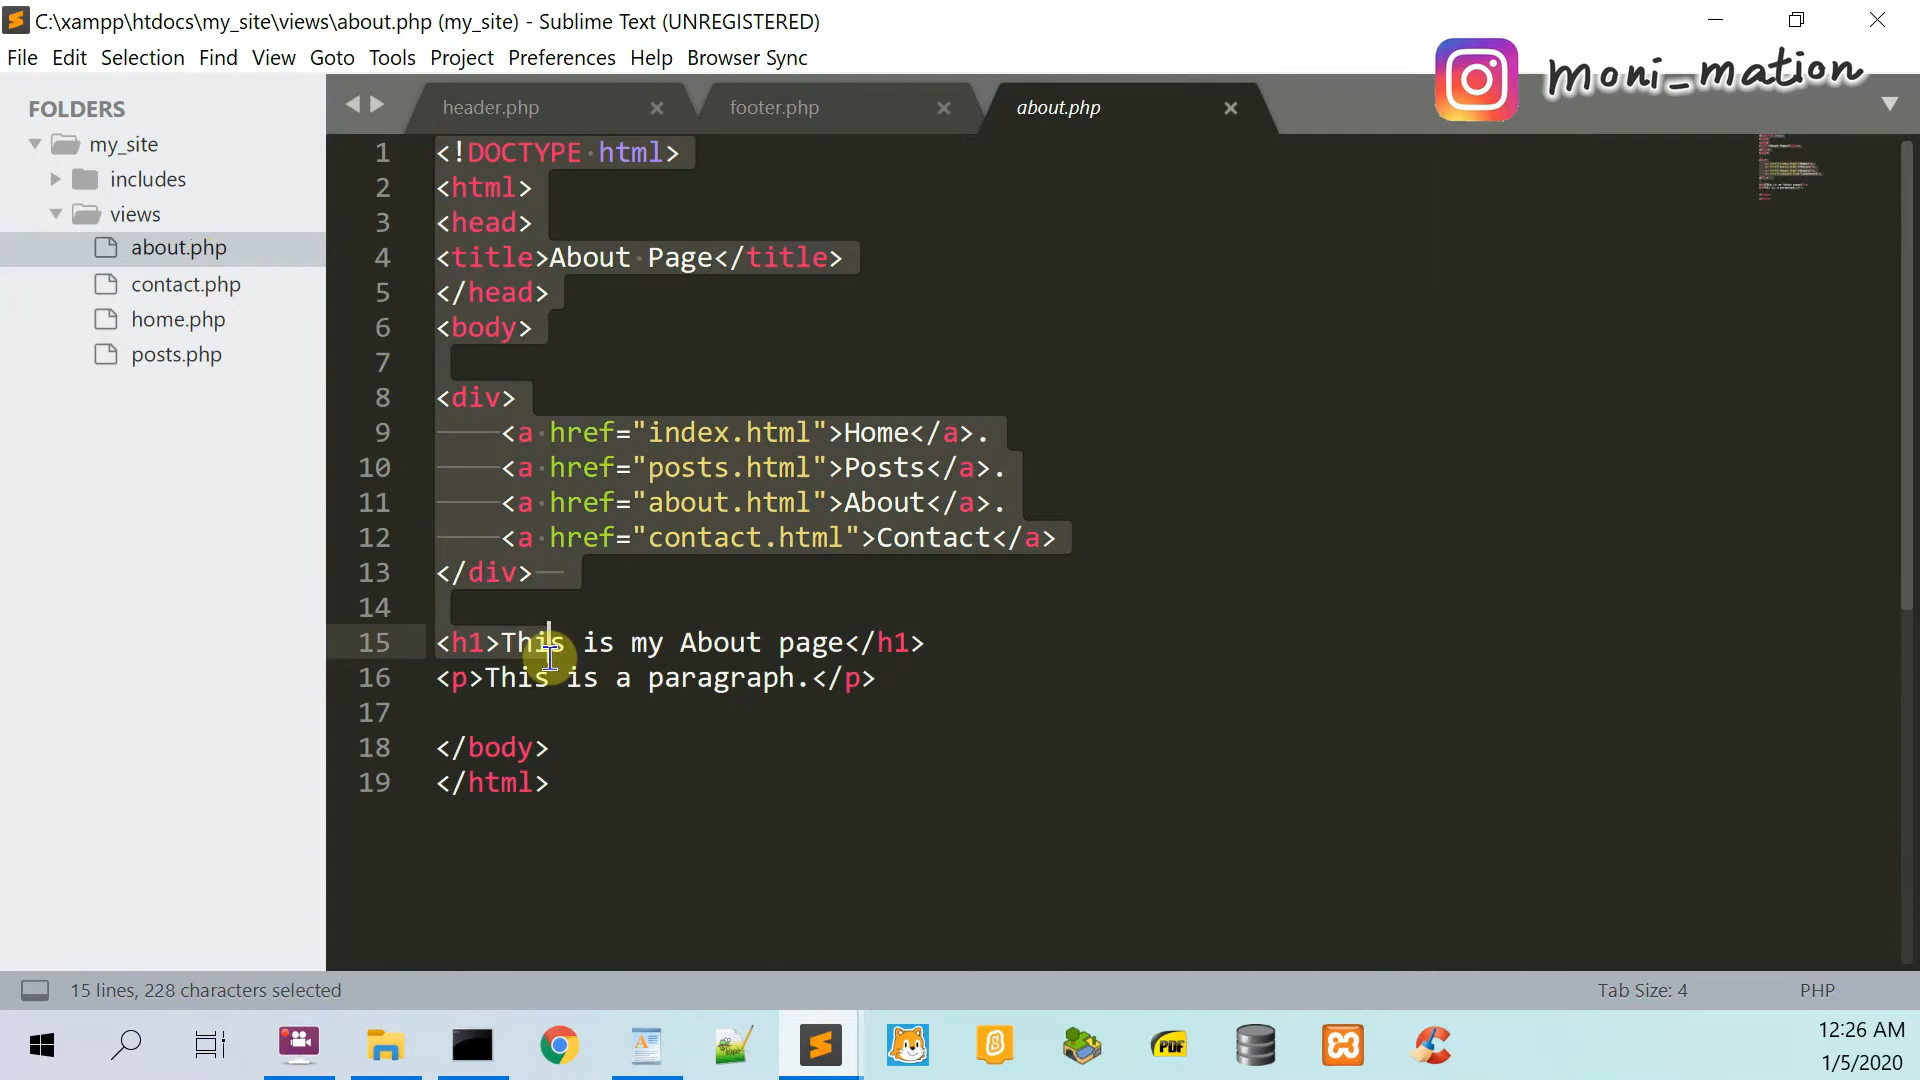 C:\xampp\htdocs\my_site\views\about.php (my_site) - Sublime Text (UNREGISTERED)
File Edit Selection Find View Goto Tools Project Preferences Help Browser Sync
moni_mation
FOLDERS
my_site
includes
views
about.php
contact.php
home.php
posts.php
header.php footer.php about.php
1 <!DOCTYPE html>
2 <html>
3 <head>
4 <title>About Page</title>
5 </head>
6 <body>
7
8 <div>
9 <a href="index.html">Home</a>.
10 <a href="posts.html">Posts</a>.
11 <a href="about.html">About</a>.
12 <a href="contact.html">Contact</a>
13 </div>
14
15 <h1>This is my About page</h1>
16 <p>This is a paragraph.</p>
17
18 </body>
19 </html>
15 lines, 228 characters selected Tab Size: 4 PHP
PDF
12:26 AM
1/5/2020